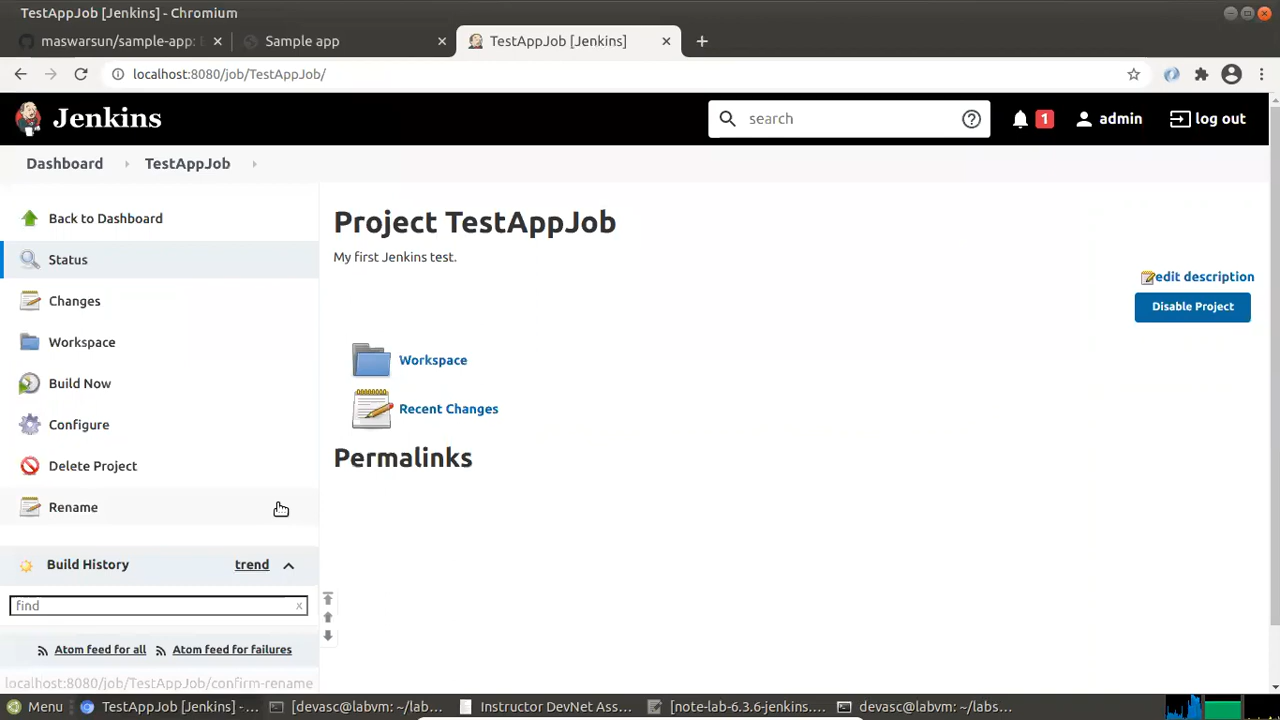 TestAppJob [Jenkins] - Chromium
maswarsun/sample-app: B
Sample app
TestAppJob [Jenkins]
localhost:8080/job/TestAppJob/
Jenkins
search
1
admin
log out
Dashboard
TestAppJob
Back to Dashboard
Status
Changes
Workspace
Build Now
Configure
Delete Project
Rename
Build History
trend
find
x
Atom feed for all
Atom feed for failures
localhost:8080/job/TestAppJob/confirm-rename
Project TestAppJob
My first Jenkins test.
edit description
Disable Project
Workspace
Recent Changes
Permalinks
Menu
TestAppJob [Jenkins] - ...
[devasc@labvm: ~/lab...
Instructor DevNet Ass...
[note-lab-6.3.6-jenkins....
devasc@labvm: ~/labs...